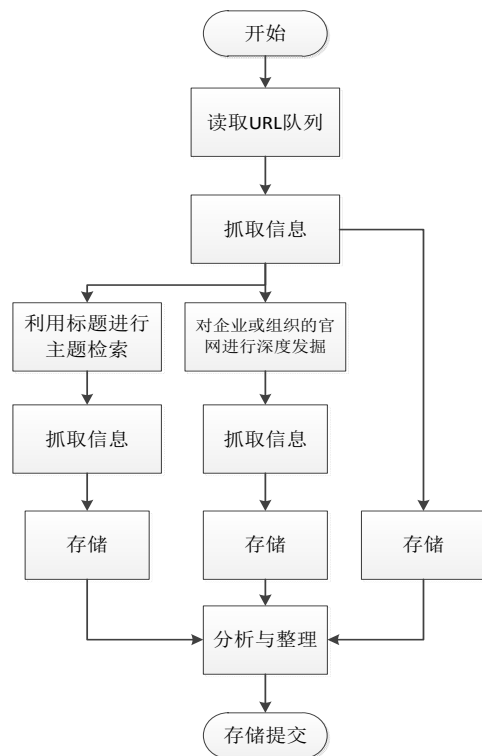 开始
读取URL队列
抓取信息
利用标题进行
主题检索
对企业或组织的官
网进行深度发掘
抓取信息
抓取信息
存储
存储
存储
分析与整理
存储提交